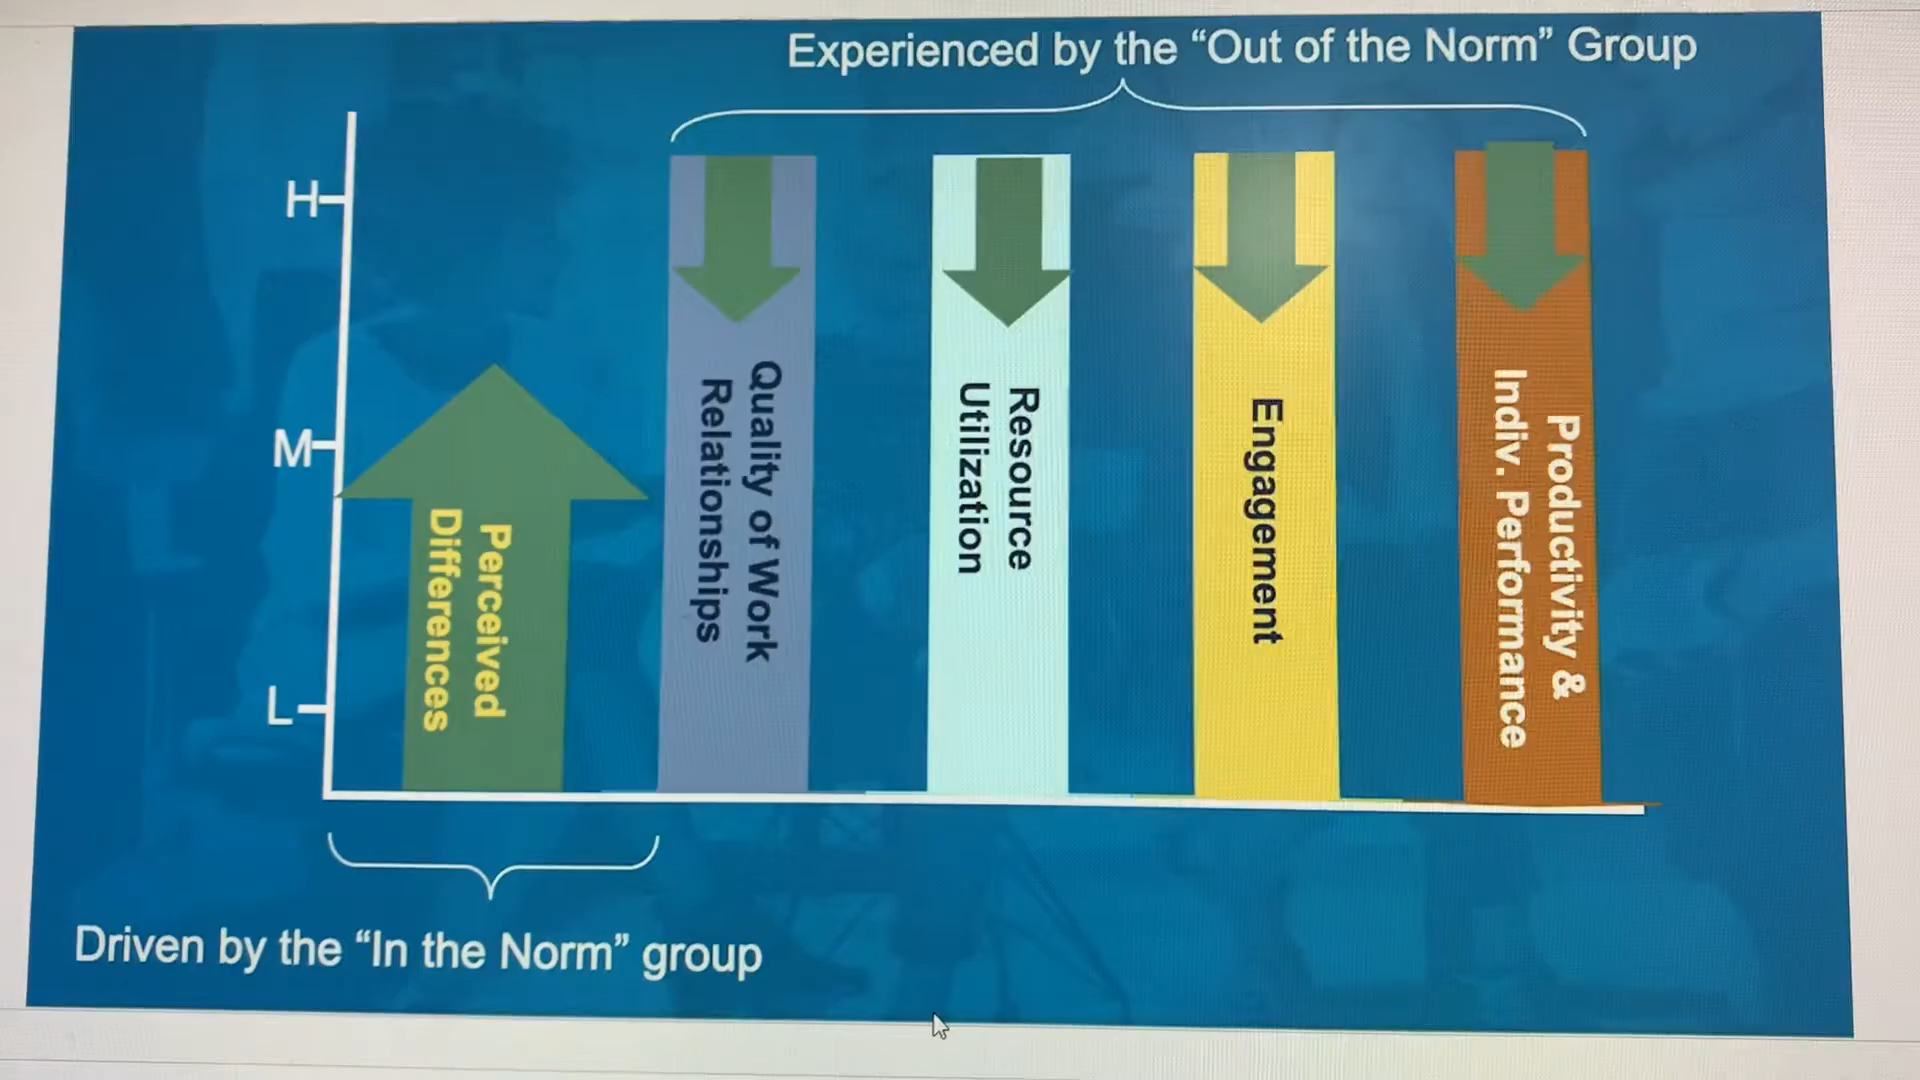 Experienced by the “Out of the Norm” Group
H
M
L
Perceived
Differences
Quality of Work
Relationships
Resource
Utilization
Engagement
Productivity &
Indiv. Performance
Driven by the “In the Norm” group